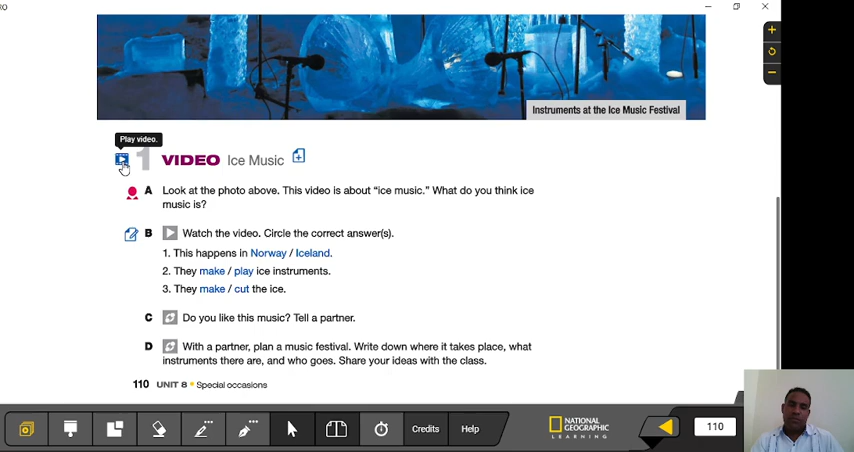 RO
Instruments at the Ice Music Festival
Play video.
1 VIDEO Ice Music
A Look at the photo above. This video is about “ice music.” What do you think ice
music is?
B Watch the video. Circle the correct answer(s).
1. This happens in Norway / Iceland.
2. They make / play ice instruments.
3. They make / cut the ice.
C Do you like this music? Tell a partner.
D With a partner, plan a music festival. Write down where it takes place, what
instruments there are, and who goes. Share your ideas with the class.
110 UNIT 8 • Special occasions
Credits
Help
NATIONAL
GEOGRAPHIC
LEARNING
110